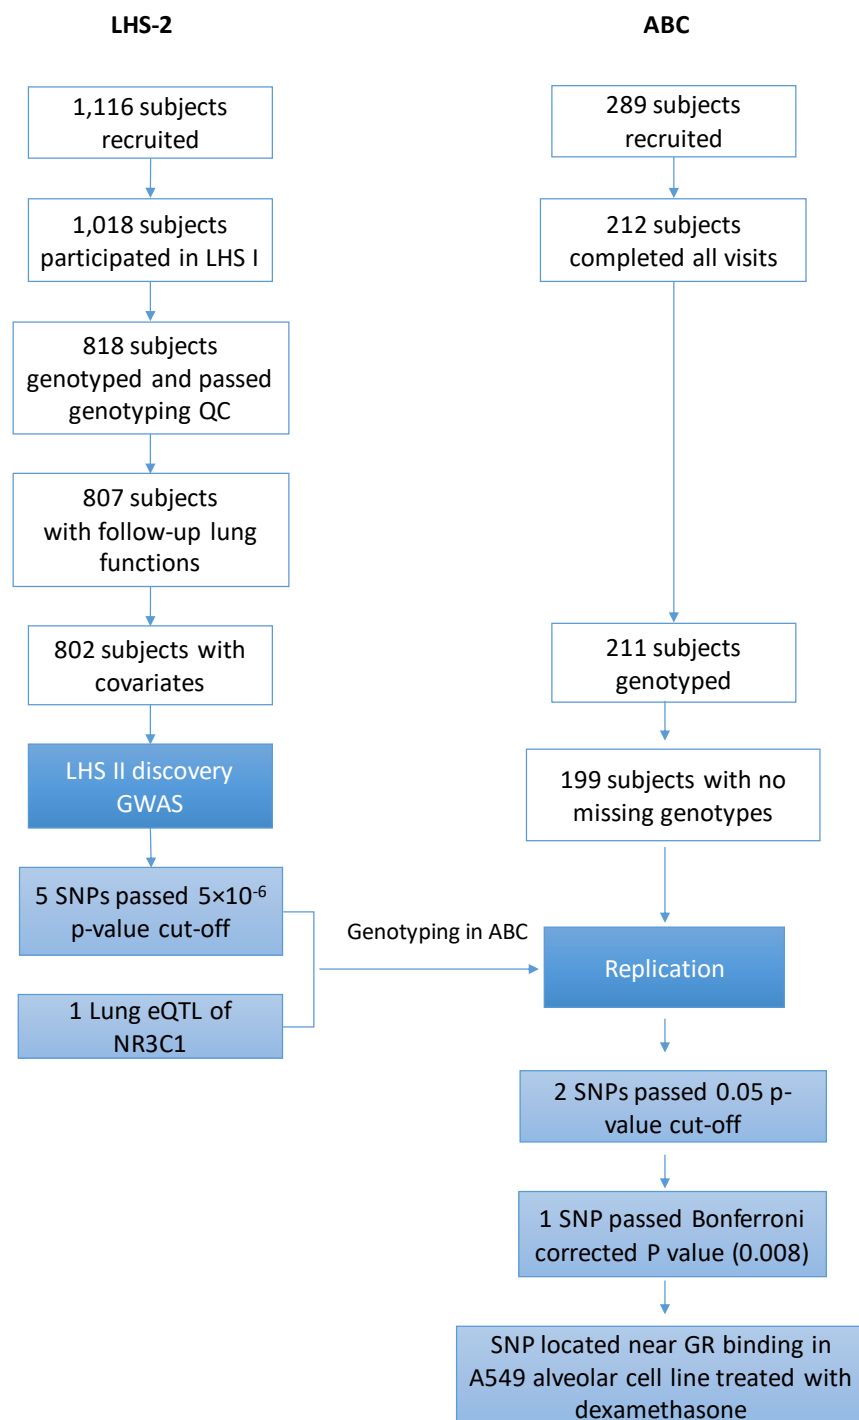 LHS-2
1,116 subjects
recruited
1,018 subjects
participated in LHS I
818 subjects
genotyped and passed
genotyping QC
807 subjects
with follow-up lung
functions
802 subjects with
covariates
LHS II discovery
GWAS
5 SNPs passed 5×10⁻⁶
p-value cut-off
1 Lung eQTL of
NR3C1
Genotyping in ABC
ABC
289 subjects
recruited
212 subjects
completed all visits
211 subjects
genotyped
199 subjects with no
missing genotypes
Replication
2 SNPs passed 0.05 p-
value cut-off
1 SNP passed Bonferroni
corrected P value (0.008)
SNP located near GR binding in
A549 alveolar cell line treated with
dexamethasone